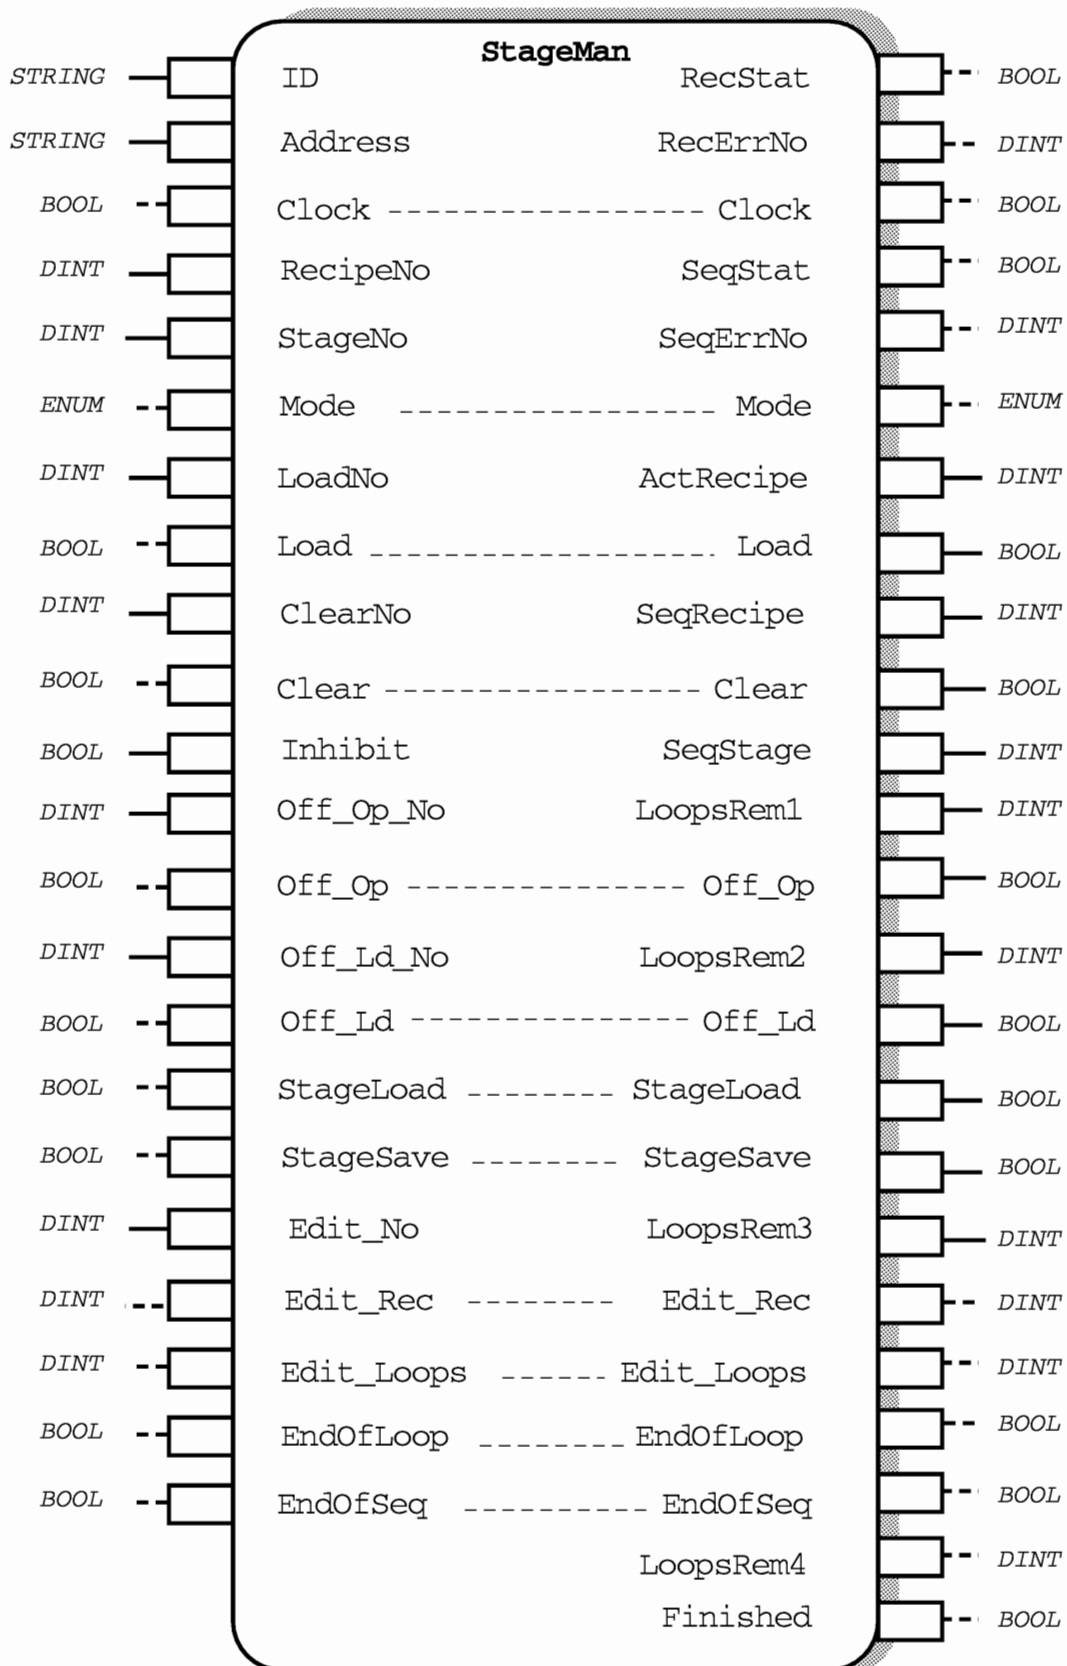 StageMan
STRING ID RecStat BOOL
STRING Address RecErrNo DINT
BOOL Clock Clock BOOL
DINT RecipeNo SeqStat BOOL
DINT StageNo SeqErrNo DINT
ENUM Mode Mode ENUM
DINT LoadNo ActRecipe DINT
BOOL Load Load BOOL
DINT ClearNo SeqRecipe DINT
BOOL Clear Clear BOOL
BOOL Inhibit SeqStage DINT
DINT Off_Op_No LoopsRem1 DINT
BOOL Off_Op Off_Op BOOL
DINT Off_Ld_No LoopsRem2 DINT
BOOL Off_Ld Off_Ld BOOL
BOOL StageLoad StageLoad BOOL
BOOL StageSave StageSave BOOL
DINT Edit_No LoopsRem3 DINT
DINT Edit_Rec Edit_Rec DINT
DINT Edit_Loops Edit_Loops DINT
BOOL EndOfLoop EndOfLoop BOOL
BOOL EndOfSeq EndOfSeq BOOL
LoopsRem4 DINT
Finished BOOL